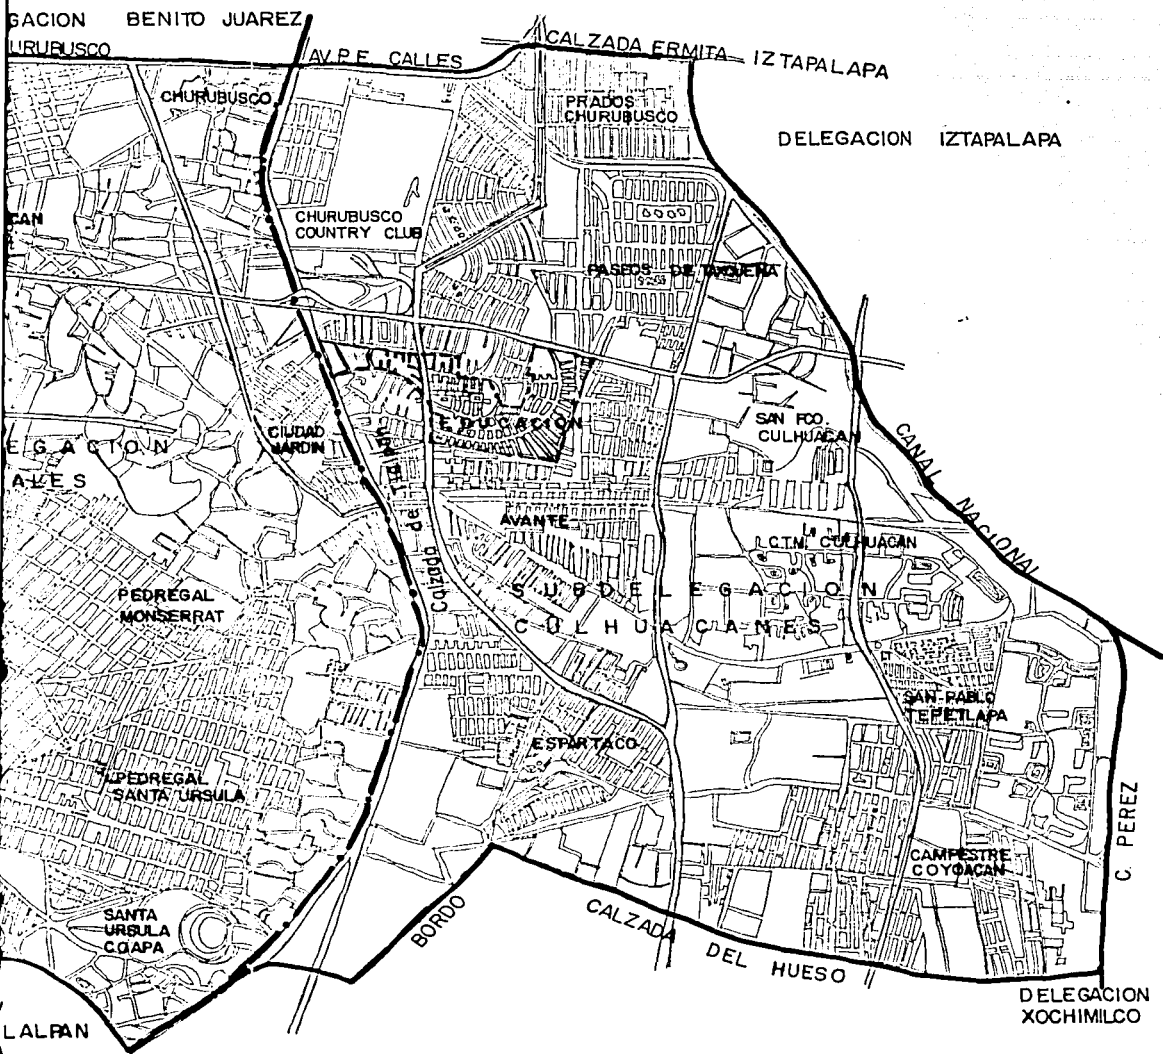 GACION BENITO JUAREZ
URUBUSCO
AV. P. E. CALLES
CALZADA ERMITA IZTAPALAPA
CHURUBUSCO
PRADOS
CHURUBUSCO
DELEGACION IZTAPALAPA
CAN
CHURUBUSCO
COUNTRY CLUB
PASEOS DE TAXQUEÑA
SAN FCO.
CULHUACAN
EDUCACION
CIUDAD
JARDIN
EGACION
ALES
CANAL NACIONAL
Calzada de Tlalpan
AVANTE
C.T.M. CULHUACAN
SUBDELEGACION
CULHUACANES
PEDREGAL
MONSERRAT
SAN PABLO
TEPETLAPA
ESPARTACO
PEDREGAL
SANTA URSULA
C. PEREZ
CAMPESTRE
COYOACAN
SANTA
URSULA
COAPA
BORDO
CALZADA DEL HUESO
DELEGACION
XOCHIMILCO
LALPAN